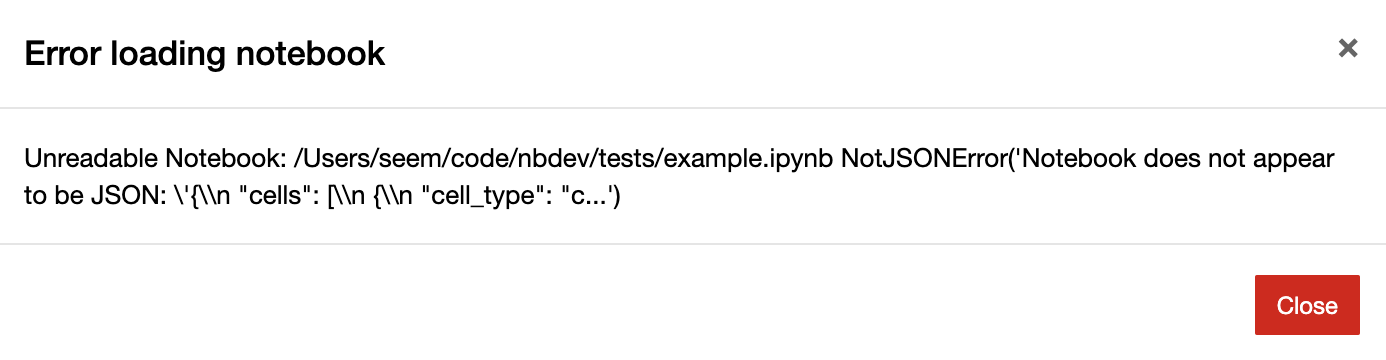 Error loading notebook
×
Unreadable Notebook: /Users/seem/code/nbdev/tests/example.ipynb NotJSONError('Notebook does not appear
to be JSON: \'{\\n "cells": [\\n {\\n "cell_type": "c...')
Close